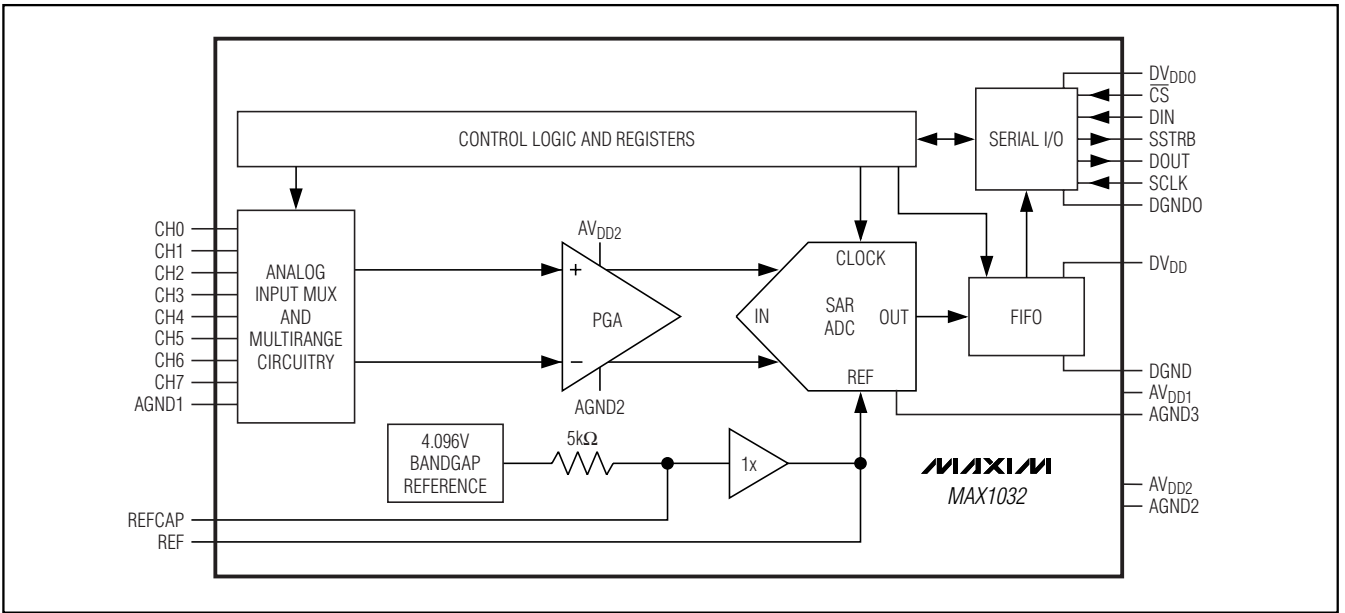 CONTROL LOGIC AND REGISTERS
SERIAL I/O
DVDDO
CS
DIN
SSTRB
DOUT
SCLK
DGNDO
CH0
CH1
CH2
CH3
CH4
CH5
CH6
CH7
AGND1
ANALOG
INPUT MUX
AND
MULTIRANGE
CIRCUITRY
AVDD2
+
PGA
−
AGND2
CLOCK
IN
SAR
ADC
OUT
REF
FIFO
DVDD
DGND
AVDD1
AGND3
4.096V
BANDGAP
REFERENCE
5kΩ
1x
MAXIM
MAX1032
AVDD2
AGND2
REFCAP
REF